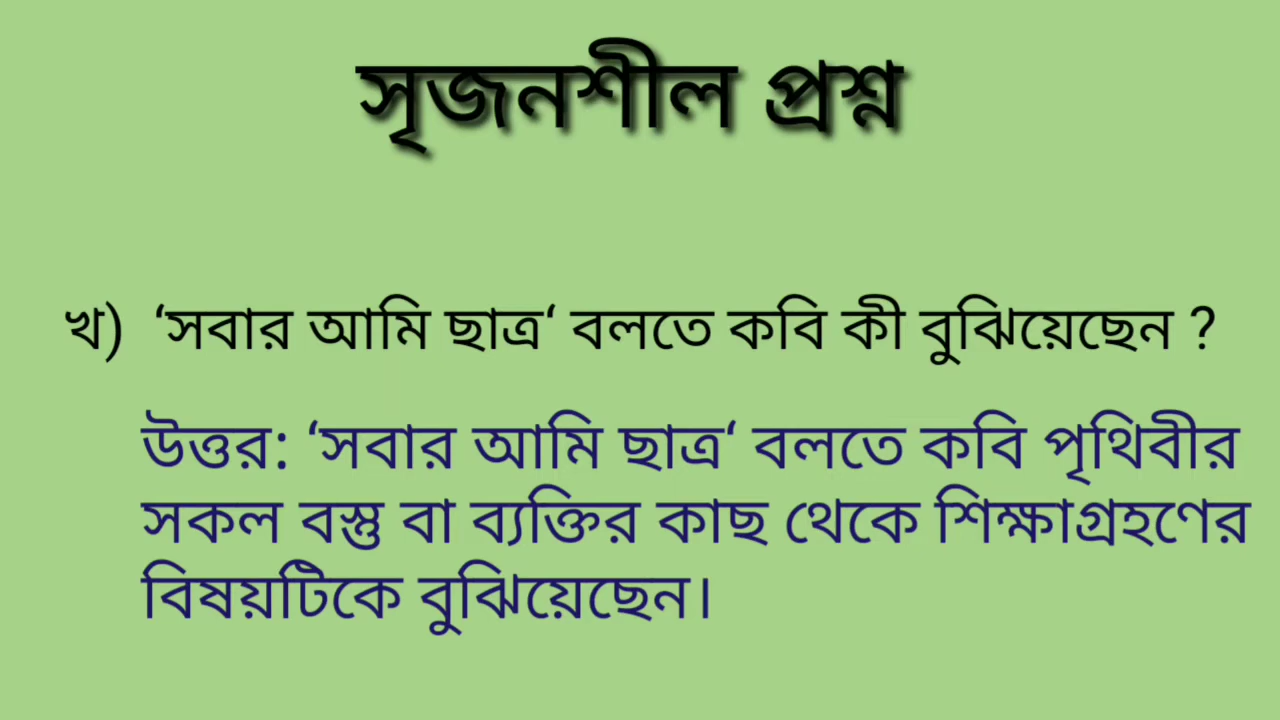 সৃজনশীল প্রশ্ন
খ) ‘সবার আমি ছাত্র‘ বলতে কবি কী বুঝিয়েছেন ?
উত্তর: ‘সবার আমি ছাত্র‘ বলতে কবি পৃথিবীর
সকল বস্তু বা ব্যক্তির কাছ থেকে শিক্ষাগ্রহণের
বিষয়টিকে বুঝিয়েছেন।